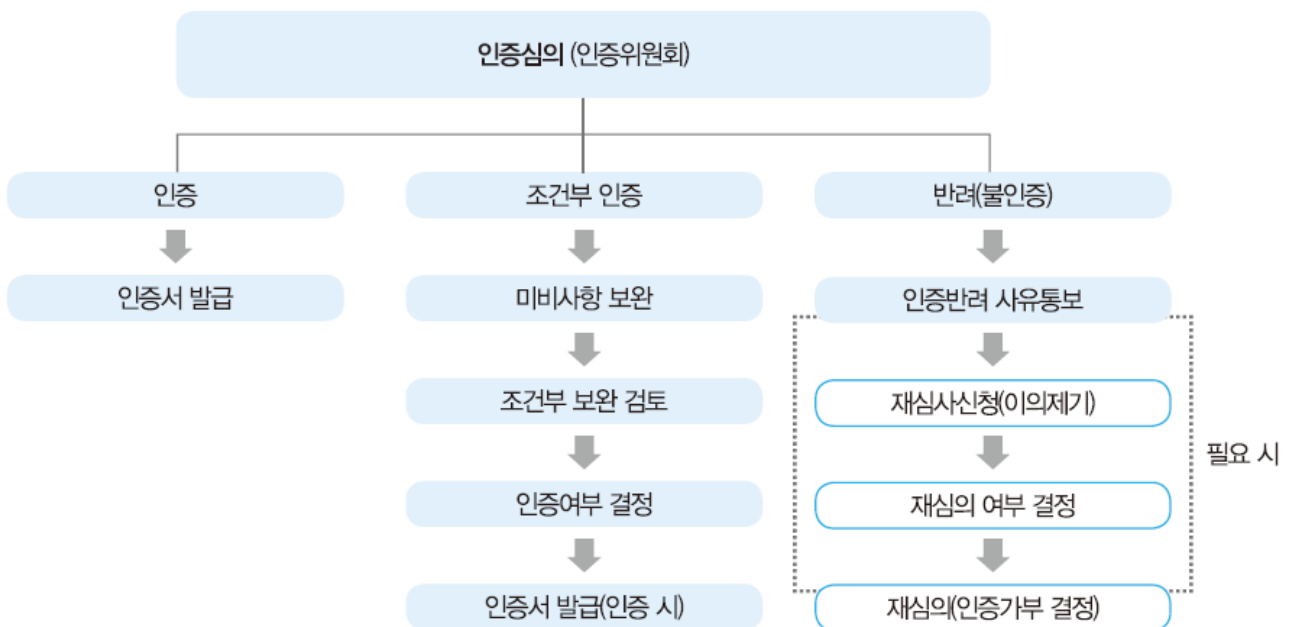 인증심의 (인증위원회)
인증
조건부 인증
반려(불인증)
인증서 발급
미비사항 보완
인증반려 사유통보
조건부 보완 검토
재심사신청(이의제기)
필요 시
인증여부 결정
재심의 여부 결정
인증서 발급(인증 시)
재심의(인증가부 결정)